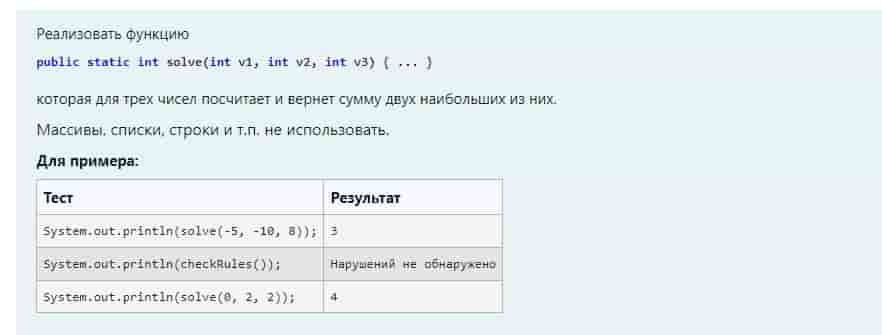 Реализовать функцию
public static int solve(int v1, int v2, int v3) { ... }
которая для трех чисел посчитает и вернет сумму двух наибольших из них.
Массивы, списки, строки и т.п. не использовать.
Для примера:
Тест Результат
System.out.println(solve(-5, -10, 8)); 3
System.out.println(checkRules()); Нарушений не обнаружено
System.out.println(solve(0, 2, 2)); 4